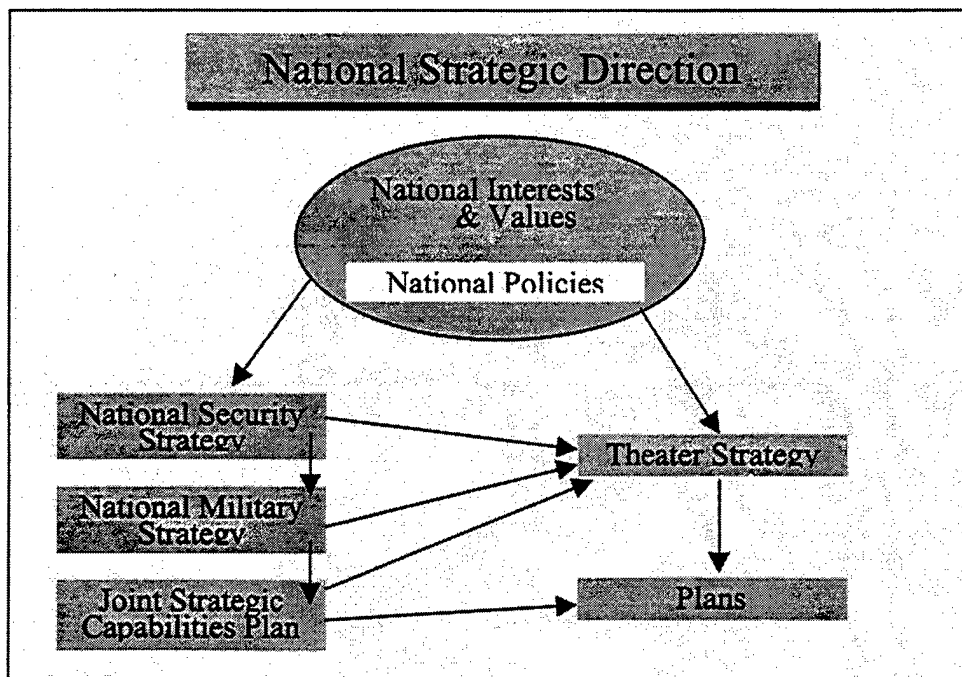 National Strategic Direction
National Interests
& Values
National Policies
National Security
Strategy
Theater Strategy
National Military
Strategy
Joint Strategic
Capabilities Plan
Plans